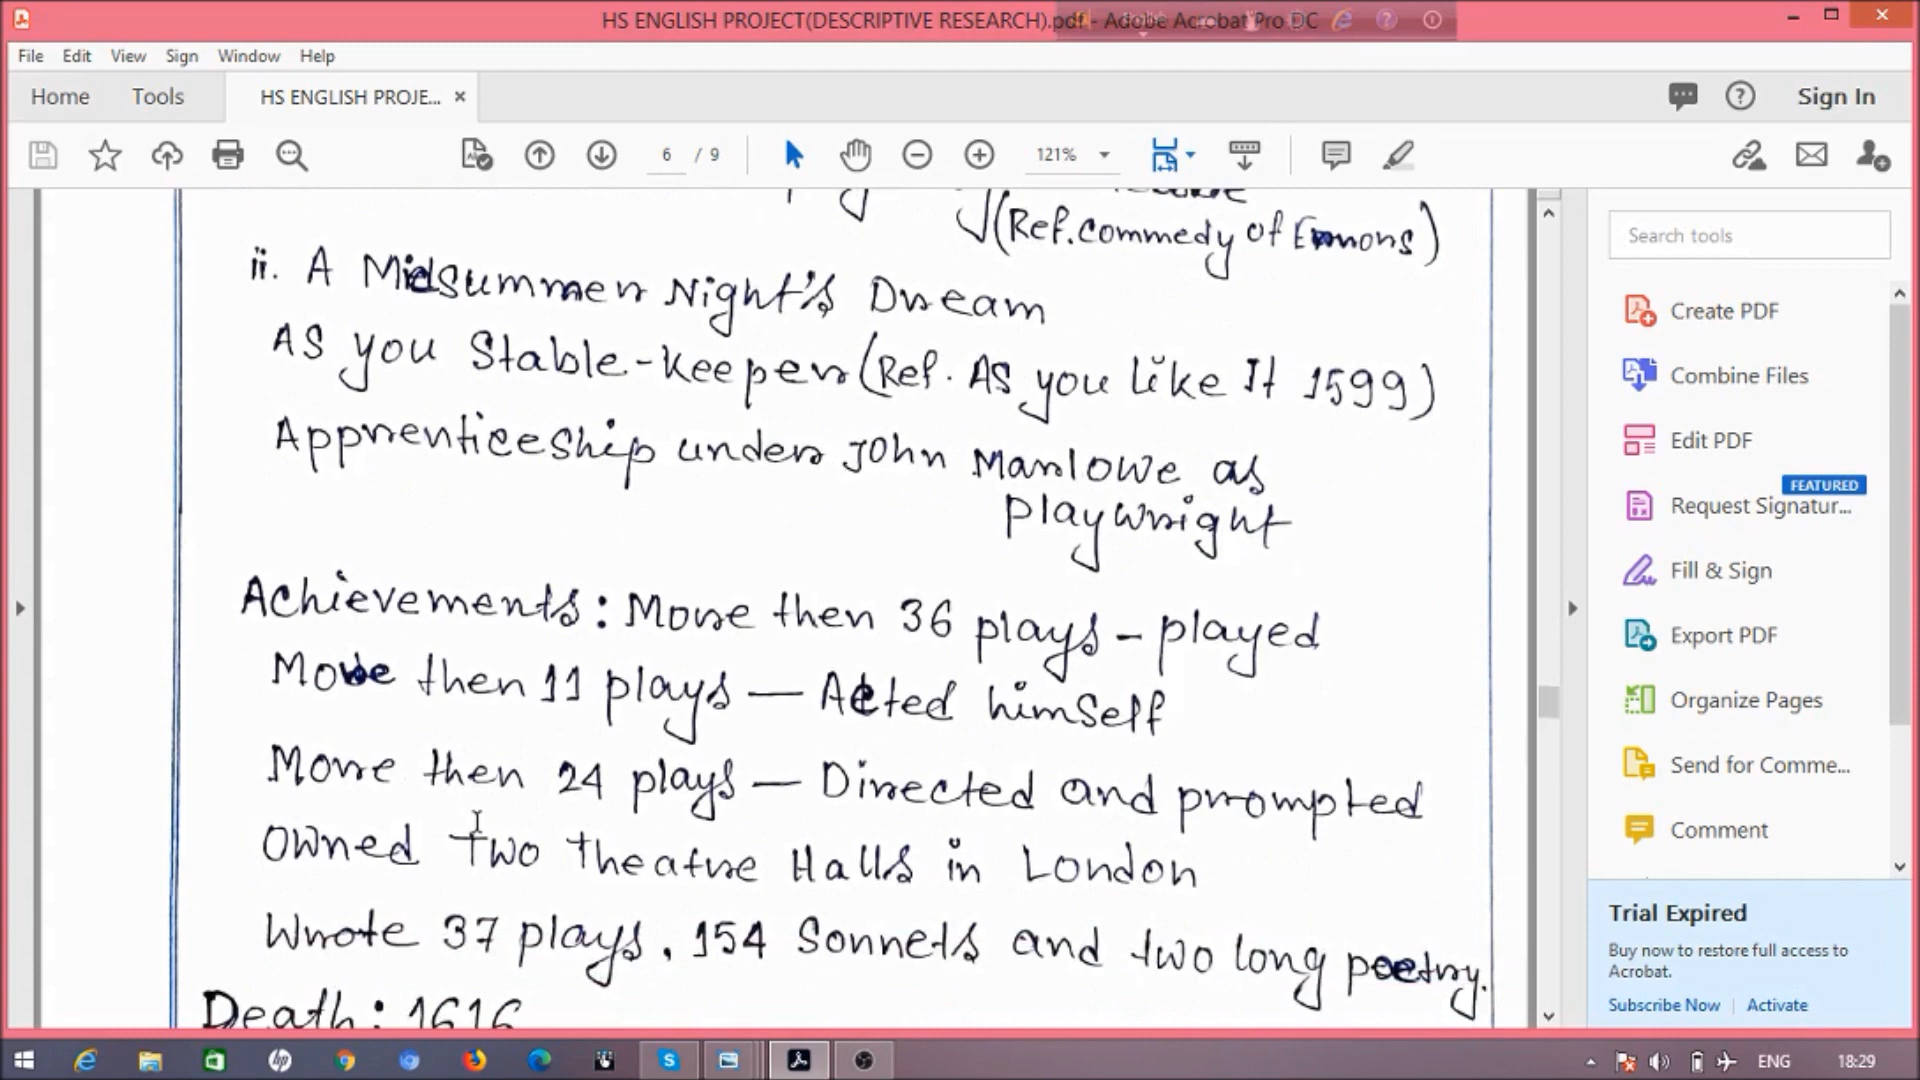 HS ENGLISH PROJECT(DESCRIPTIVE RESEARCH).pdf - Adobe Acrobat Pro DC
File Edit View Sign Window Help
Home Tools HS ENGLISH PROJE... × Sign In
6 / 9 121%
(Ref. Commedy of Errors)
ii. A Midsummer Night's Dream
As you Stable-keeper (Ref. As you like It 1599)
Apprenticeship under John Marlowe as
playwright
Achievements: More then 36 plays - played
More then 11 plays — Acted himself
More then 24 plays — Directed and prompted
Owned Two theatre Halls in London
Wrote 37 plays, 154 Sonnets and two long poetry.
Death: 1616
Search tools
Create PDF
Combine Files
Edit PDF
FEATURED
Request Signatur...
Fill & Sign
Export PDF
Organize Pages
Send for Comme...
Comment
Trial Expired
Buy now to restore full access to
Acrobat.
Subscribe Now | Activate
ENG 18:29